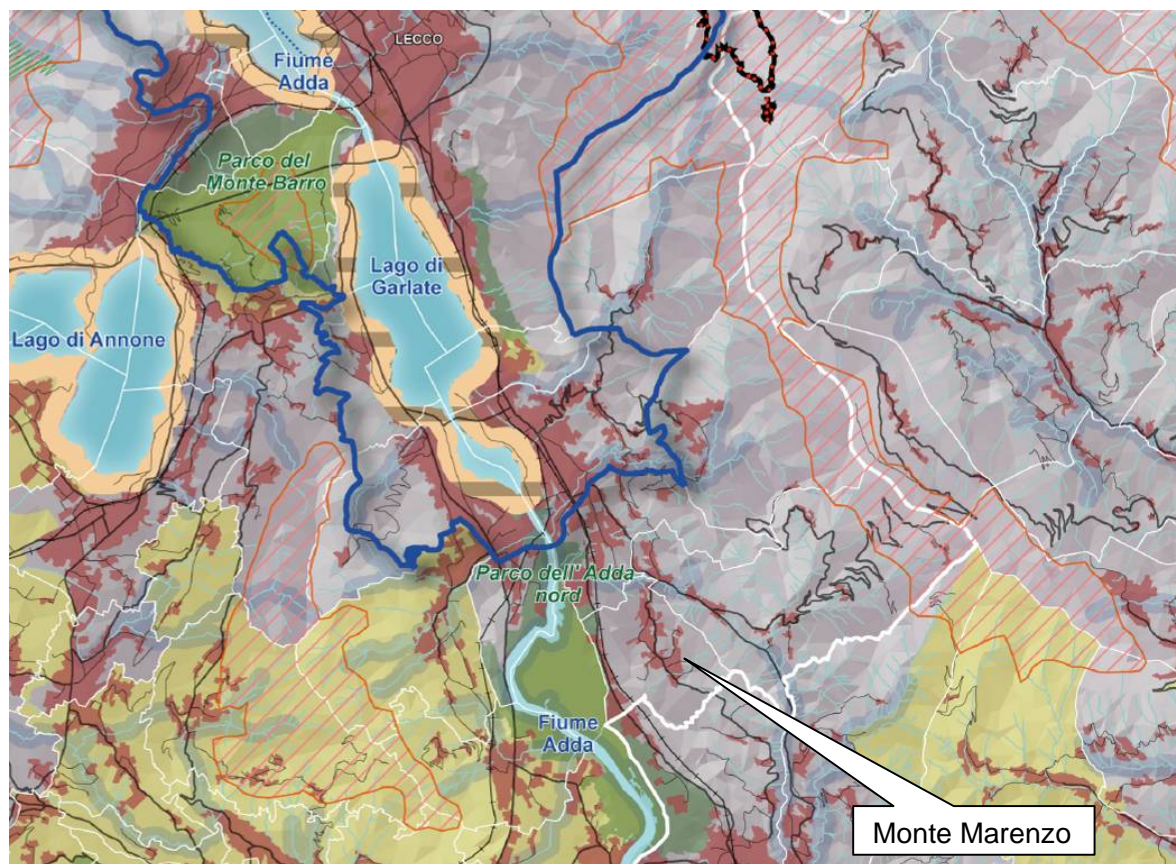 LECCO
Fiume
Adda
Parco del
Monte Barro
Lago di
Garlate
Lago di Annone
Parco dell' Adda
nord
Fiume
Adda
Monte Marenzo